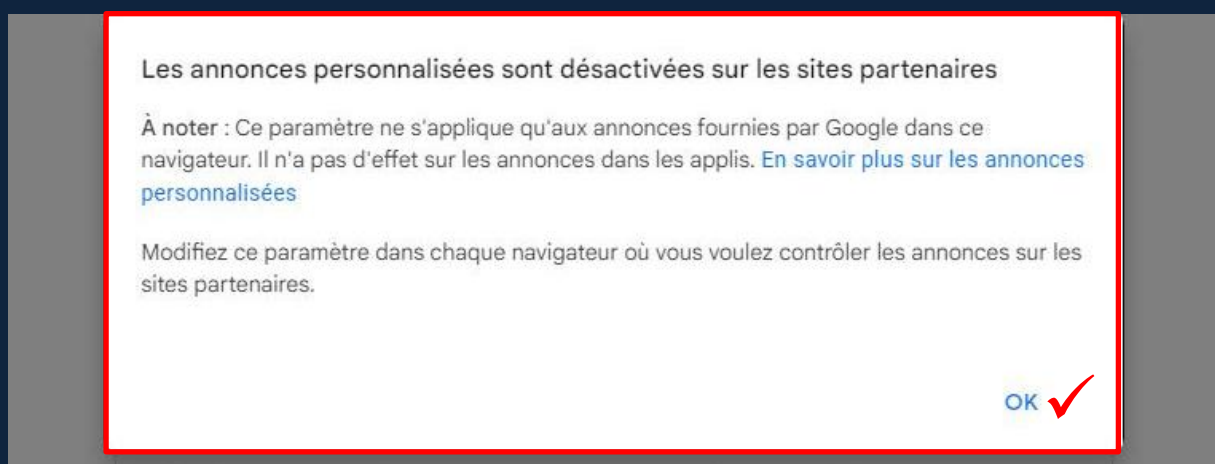 Les annonces personnalisées sont désactivées sur les sites partenaires
À noter : Ce paramètre ne s'applique qu'aux annonces fournies par Google dans ce
navigateur. Il n'a pas d'effet sur les annonces dans les applis. En savoir plus sur les annonces
personnalisées
Modifiez ce paramètre dans chaque navigateur où vous voulez contrôler les annonces sur les
sites partenaires.
OK